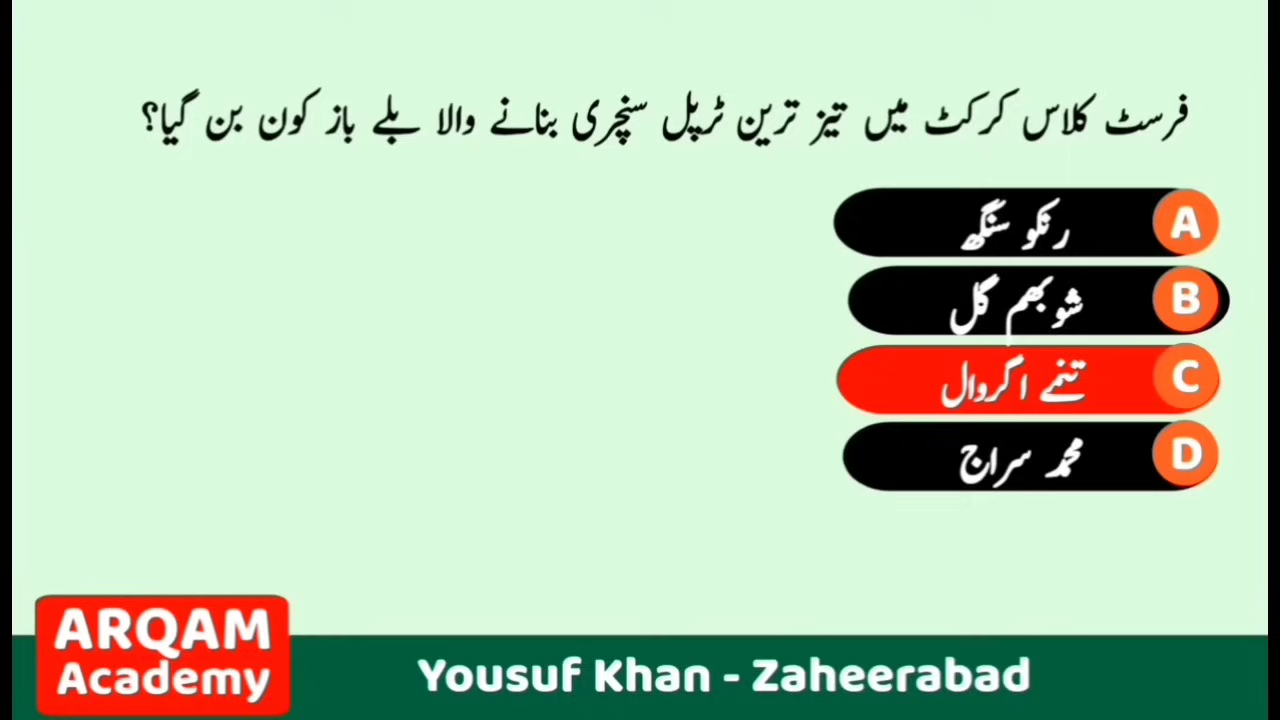 فرسٹ کلاس کرکٹ میں تیز ترین ٹرپل سنچری بنانے والا بلے باز کون بن گیا؟
A رنکو سنگھ
B شوبھم گل
C تنمے اگروال
D محمد سراج
ARQAM
Academy
Yousuf Khan - Zaheerabad